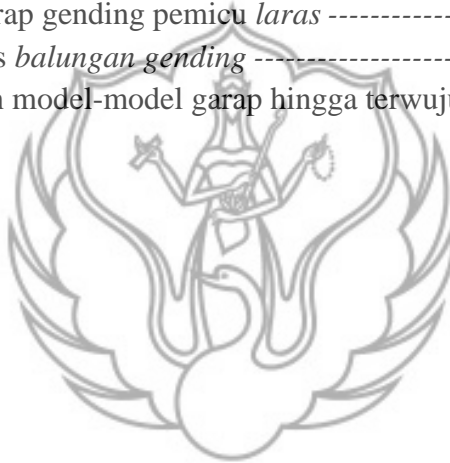 rap gending pemicu laras -------------
s balungan gending ---------------------
n model-model garap hingga terwuju